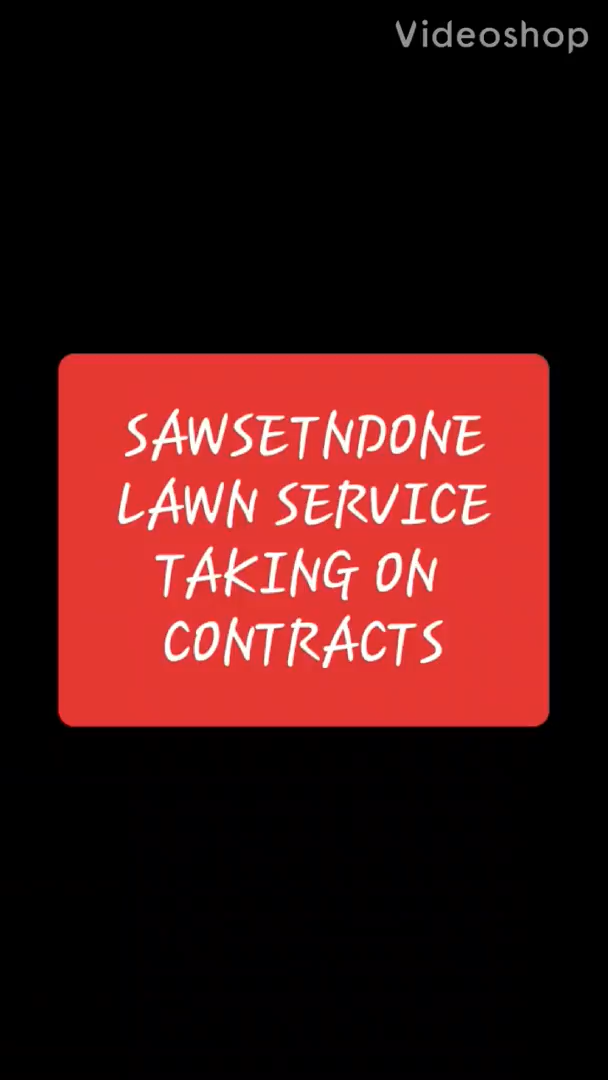 Videoshop
SAWSETNDONE
LAWN SERVICE
TAKING ON
CONTRACTS